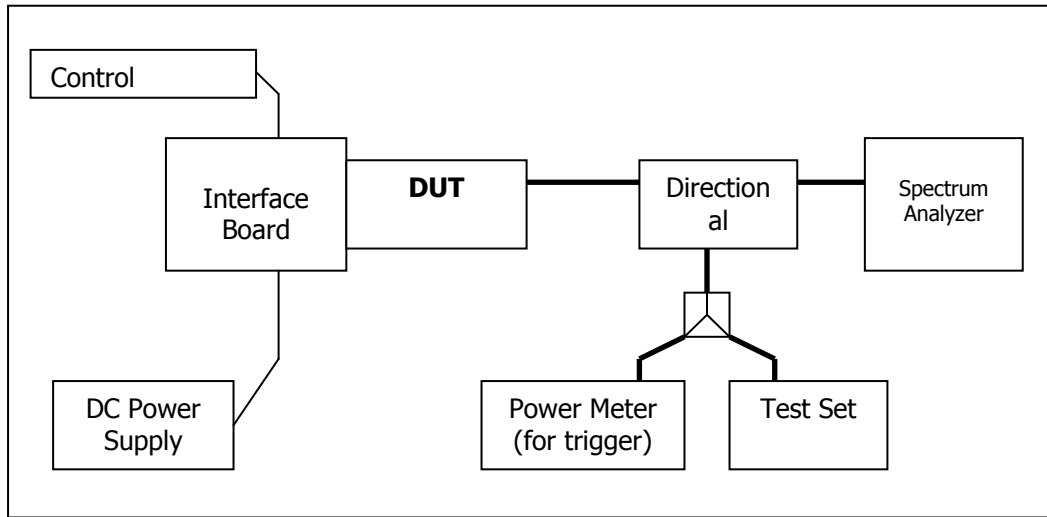 Control
Interface
Board
DUT
Direction
al
Spectrum
Analyzer
DC Power
Supply
Power Meter
(for trigger)
Test Set